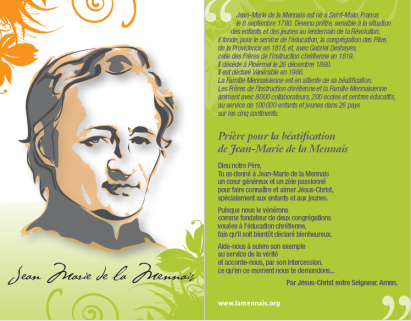 Jean-Marie de la Mennais est né à Saint-Malo, France,
le 8 septembre 1780. Devenu prêtre, sensible à la situation
des enfants et des jeunes au lendemain de la Révolution,
il fonde, pour le service de l'éducation, la congrégation des Filles
de la Providence en 1818, et, avec Gabriel Deshayes,
celle des Frères de l'instruction chrétienne en 1819.
Il décède à Ploërmel le 26 décembre 1860.
Il est déclaré Vénérable en 1966.
La Famille Mennaisienne est en attente de sa béatification.
Les Frères de l'instruction chrétienne et la Famille Mennaisienne
animent avec 8000 collaborateurs, 200 écoles et centres éducatifs,
au service de 100 000 enfants et jeunes dans 26 pays
sur les cinq continents.
Prière pour la béatification
de Jean-Marie de la Mennais
Dieu notre Père,
Tu as donné à Jean-Marie de la Mennais
un cœur généreux et un zèle passionné
pour faire connaître et aimer Jésus-Christ,
spécialement aux enfants et aux jeunes.
Puisque nous le vénérons
comme fondateur de deux congrégations
vouées à l'éducation chrétienne,
fais qu'il soit bientôt déclaré bienheureux.
Aide-nous à suivre son exemple
au service de la vérité
et accorde-nous, par son intercession,
ce qu'en ce moment nous te demandons...
Par Jésus-Christ notre Seigneur. Amen.
www.lamennais.org
Jean Marie de la Mennais